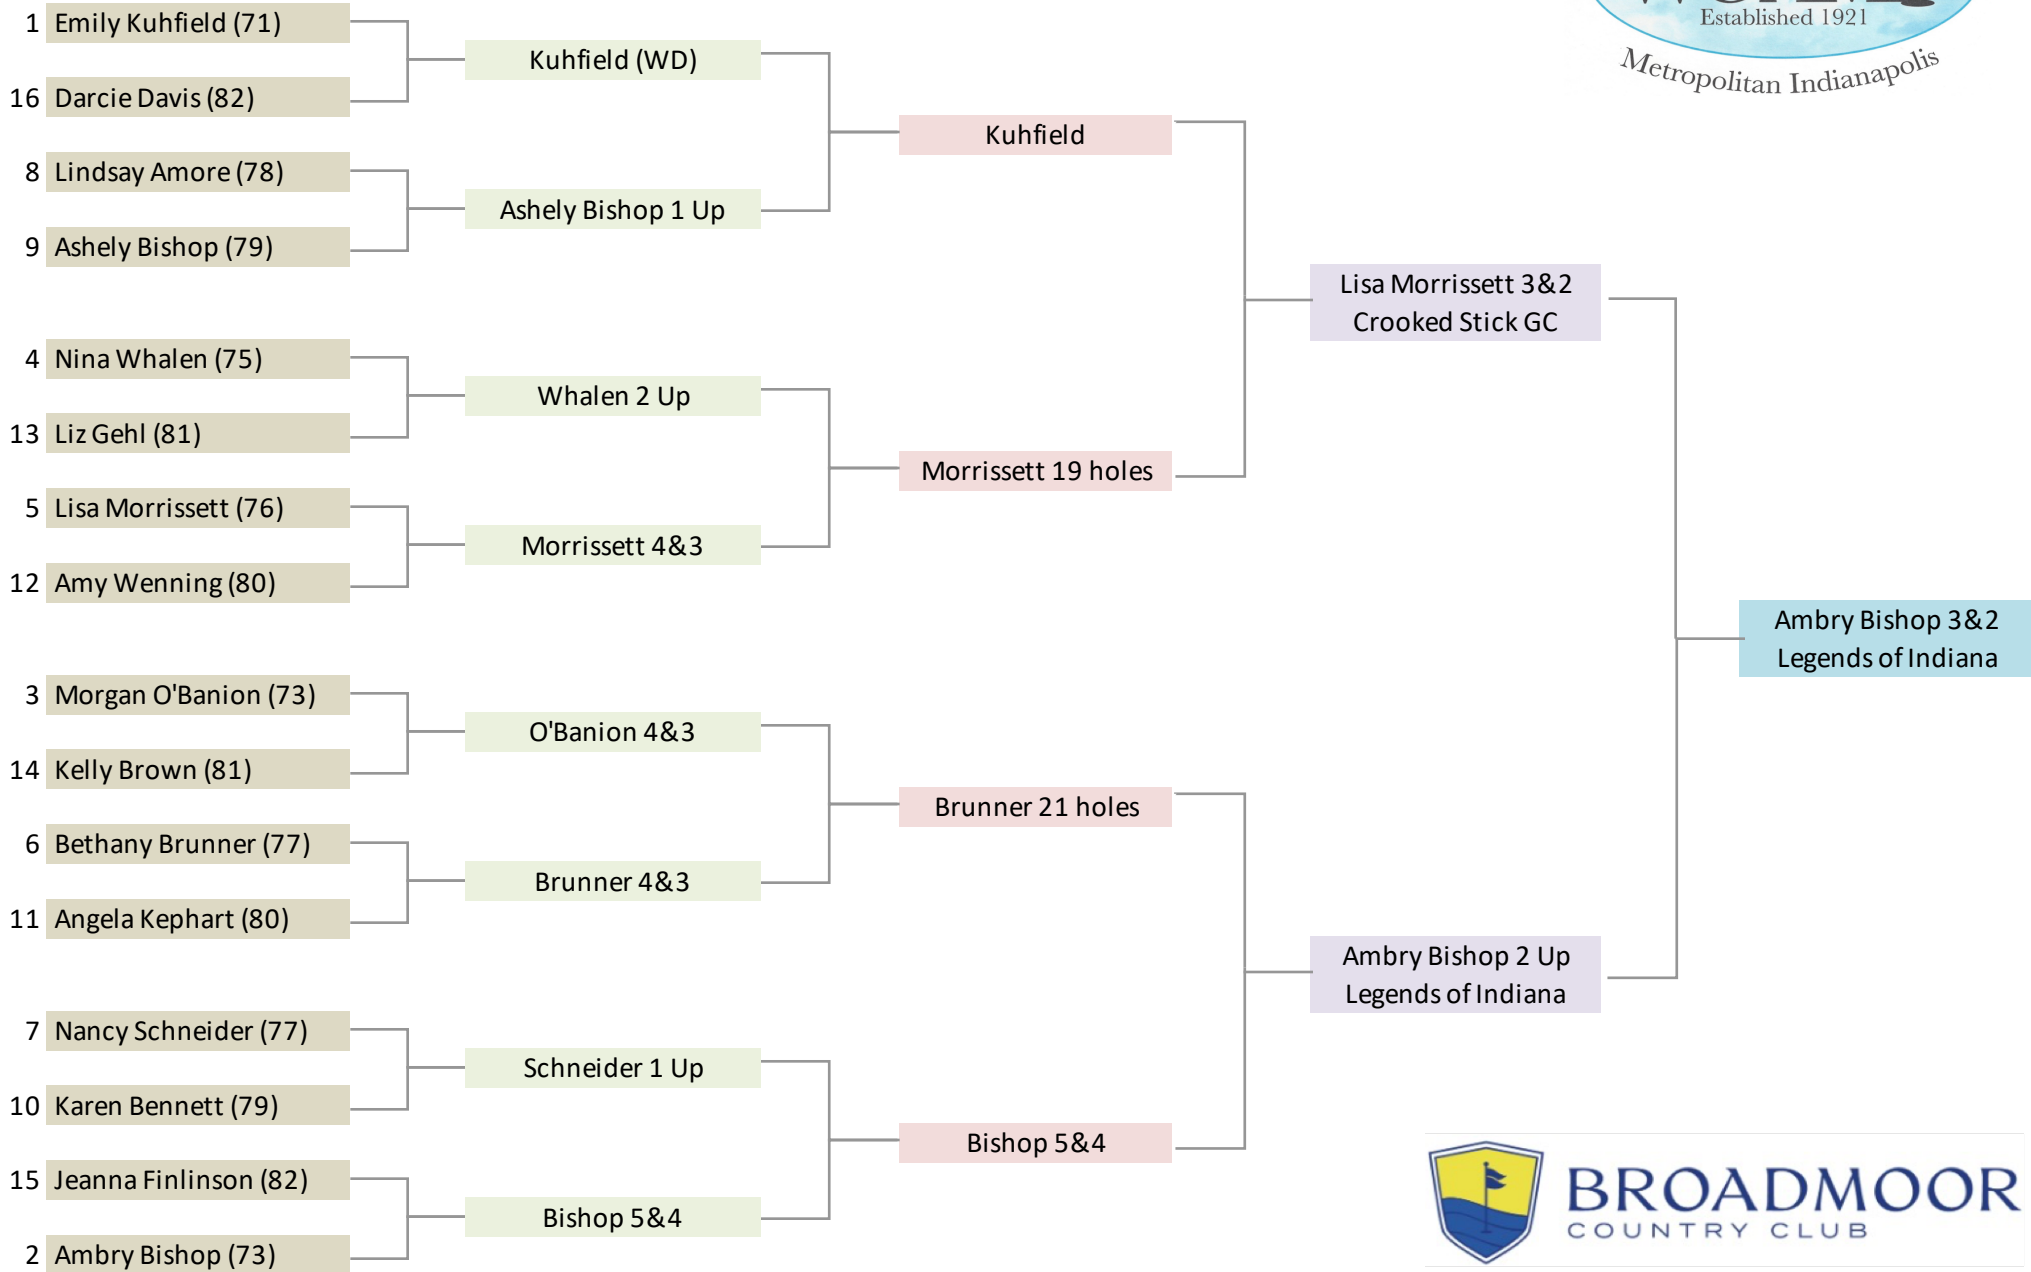 1 Emily Kuhfield (71)
16 Darcie Davis (82)
8 Lindsay Amore (78)
9 Ashely Bishop (79)
4 Nina Whalen (75)
13 Liz Gehl (81)
5 Lisa Morrissett (76)
12 Amy Wenning (80)
3 Morgan O'Banion (73)
14 Kelly Brown (81)
6 Bethany Brunner (77)
11 Angela Kephart (80)
7 Nancy Schneider (77)
10 Karen Bennett (79)
15 Jeanna Finlinson (82)
2 Ambry Bishop (73)
Kuhfield (WD)
Ashely Bishop 1 Up
Whalen 2 Up
Morrissett 4&3
O'Banion 4&3
Brunner 4&3
Schneider 1 Up
Bishop 5&4
Kuhfield
Morrissett 19 holes
Brunner 21 holes
Bishop 5&4
Lisa Morrissett 3&2
Crooked Stick GC
Ambry Bishop 2 Up
Legends of Indiana
Ambry Bishop 3&2
Legends of Indiana
Established 1921
Metropolitan Indianapolis
BROADMOOR
COUNTRY CLUB